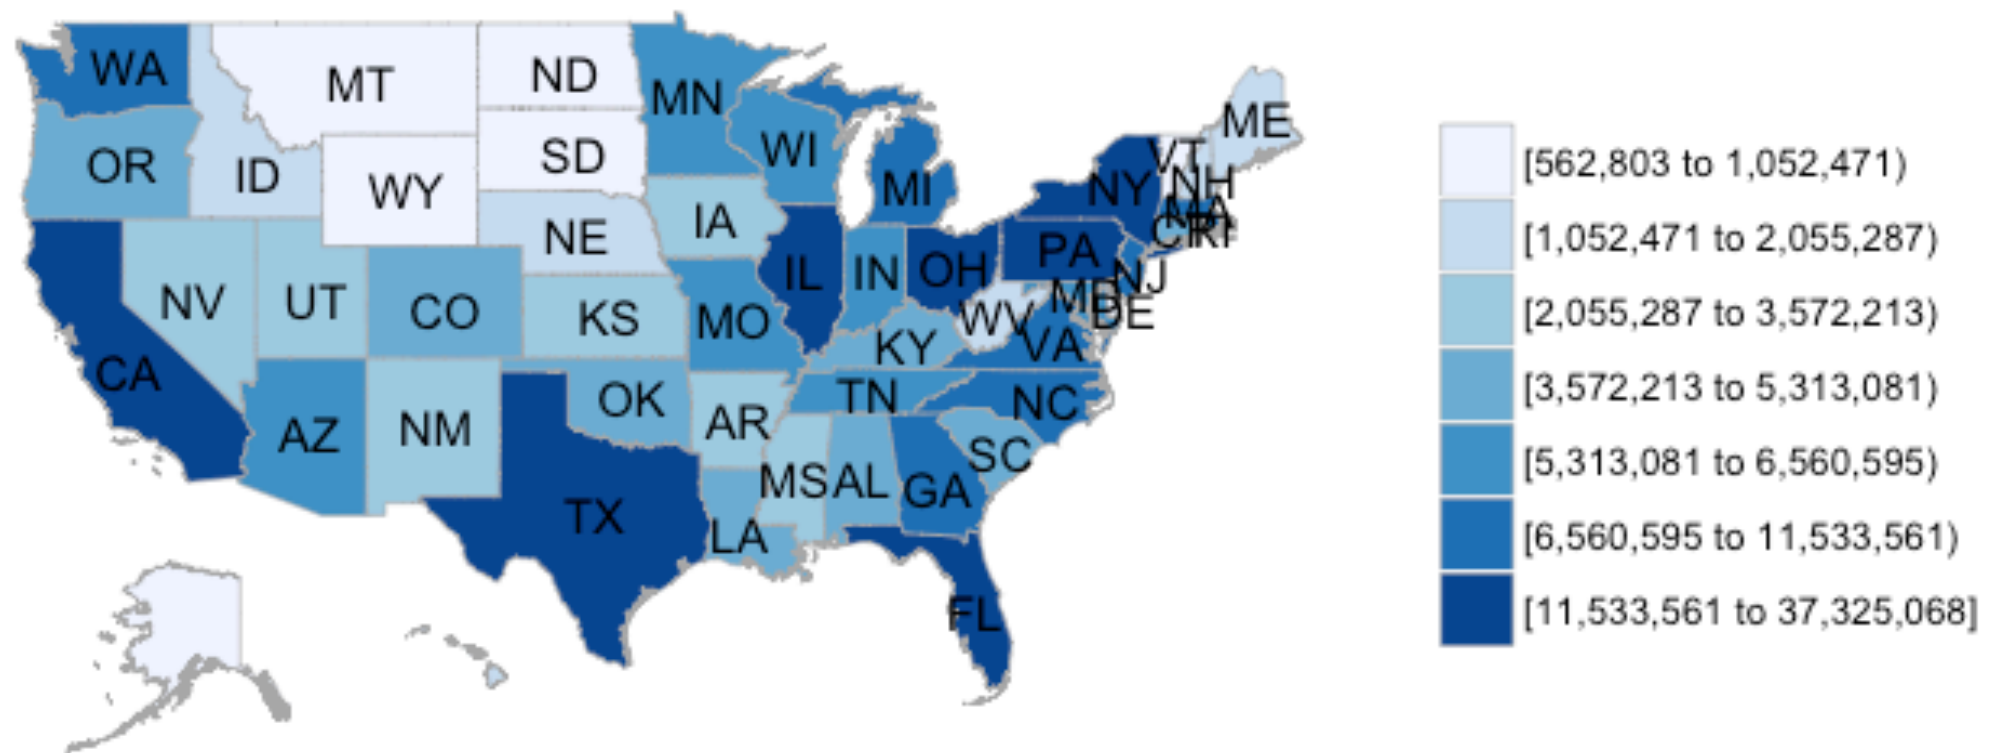 WA
MT
ND
MN
ME
OR
ID
WY
SD
WI
MI
VT
NH
NY
MA
CT
RI
NE
IA
PA
NV
UT
CO
KS
MO
IL
IN
OH
NJ
MD
DE
WV
VA
KY
CA
AZ
NM
OK
AR
TN
NC
SC
TX
LA
MS
AL
GA
FL
[562,803 to 1,052,471)
[1,052,471 to 2,055,287)
[2,055,287 to 3,572,213)
[3,572,213 to 5,313,081)
[5,313,081 to 6,560,595)
[6,560,595 to 11,533,561)
[11,533,561 to 37,325,068]